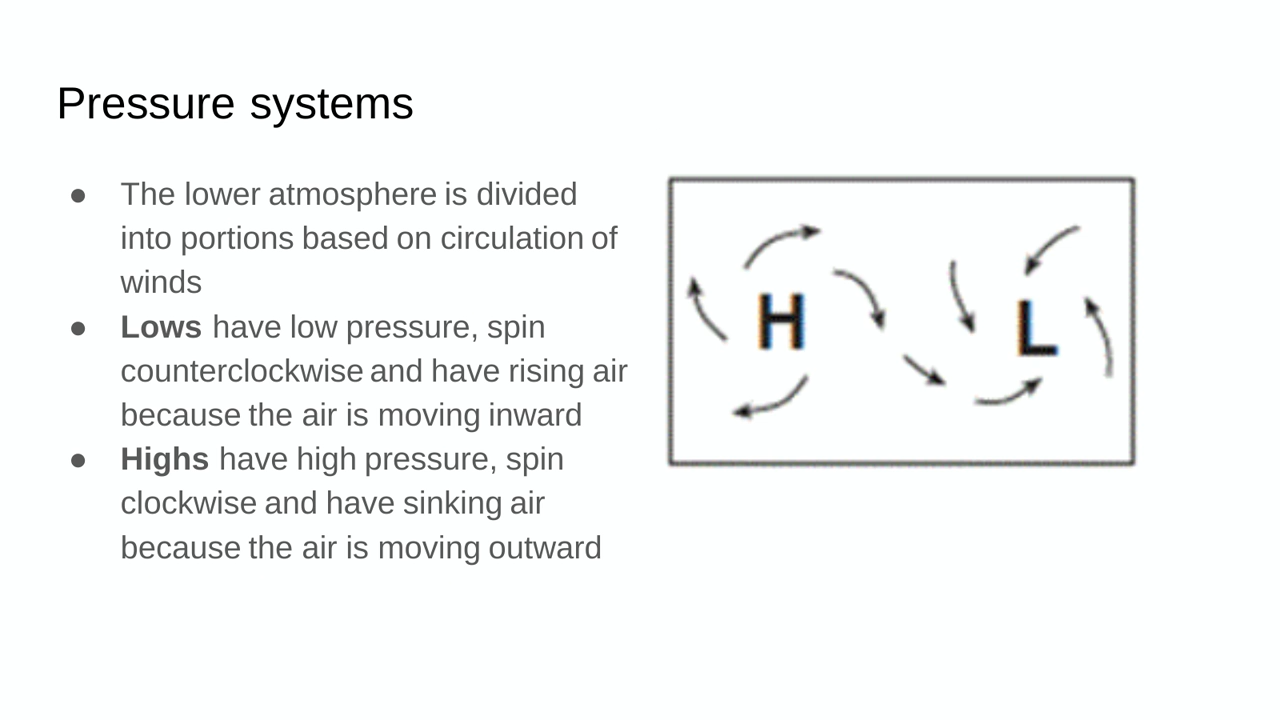 Pressure systems
● The lower atmosphere is divided
into portions based on circulation of
winds
● Lows have low pressure, spin
counterclockwise and have rising air
because the air is moving inward
● Highs have high pressure, spin
clockwise and have sinking air
because the air is moving outward
H L